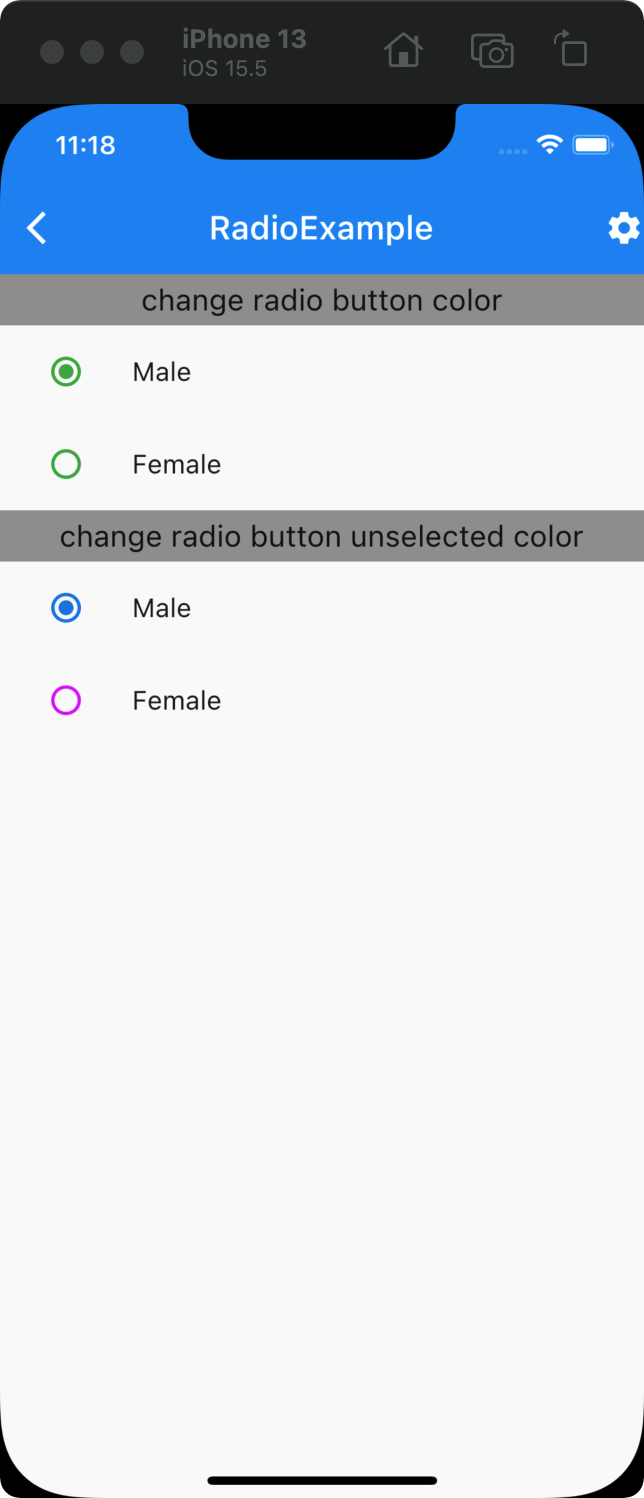 iPhone 13
iOS 15.5
11:18
RadioExample
change radio button color
Male
Female
change radio button unselected color
Male
Female